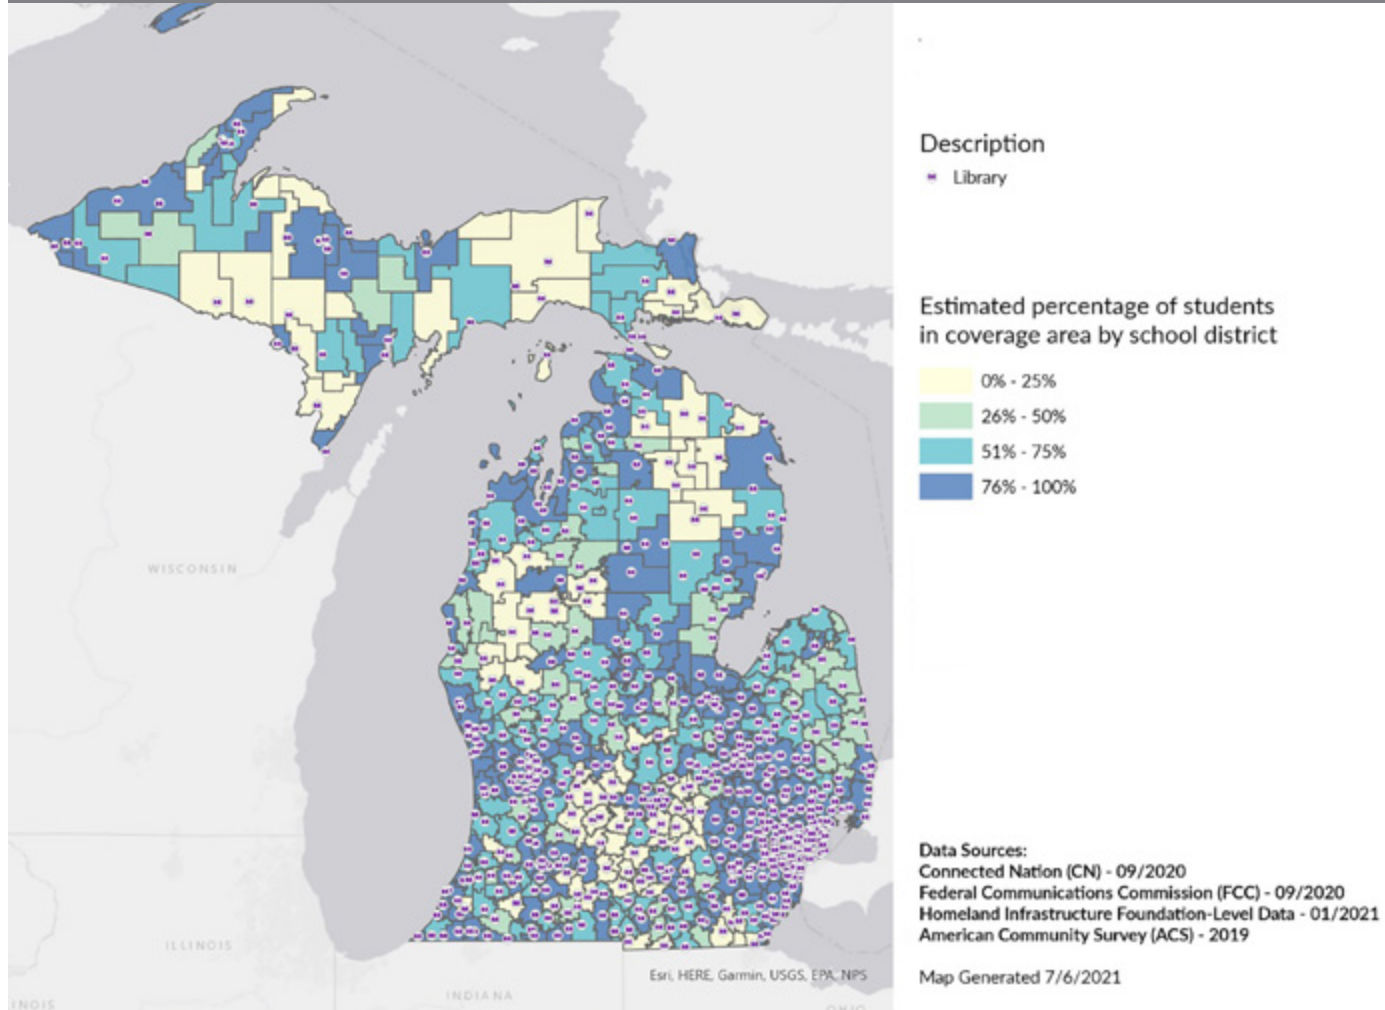 Description
Library
Estimated percentage of students
in coverage area by school district
0% - 25%
26% - 50%
51% - 75%
76% - 100%
WISCONSIN
ILLINOIS
INDIANA
INOIS
OHIO
Esri, HERE, Garmin, USGS, EPA, NPS
Data Sources:
Connected Nation (CN) - 09/2020
Federal Communications Commission (FCC) - 09/2020
Homeland Infrastructure Foundation-Level Data - 01/2021
American Community Survey (ACS) - 2019
Map Generated 7/6/2021